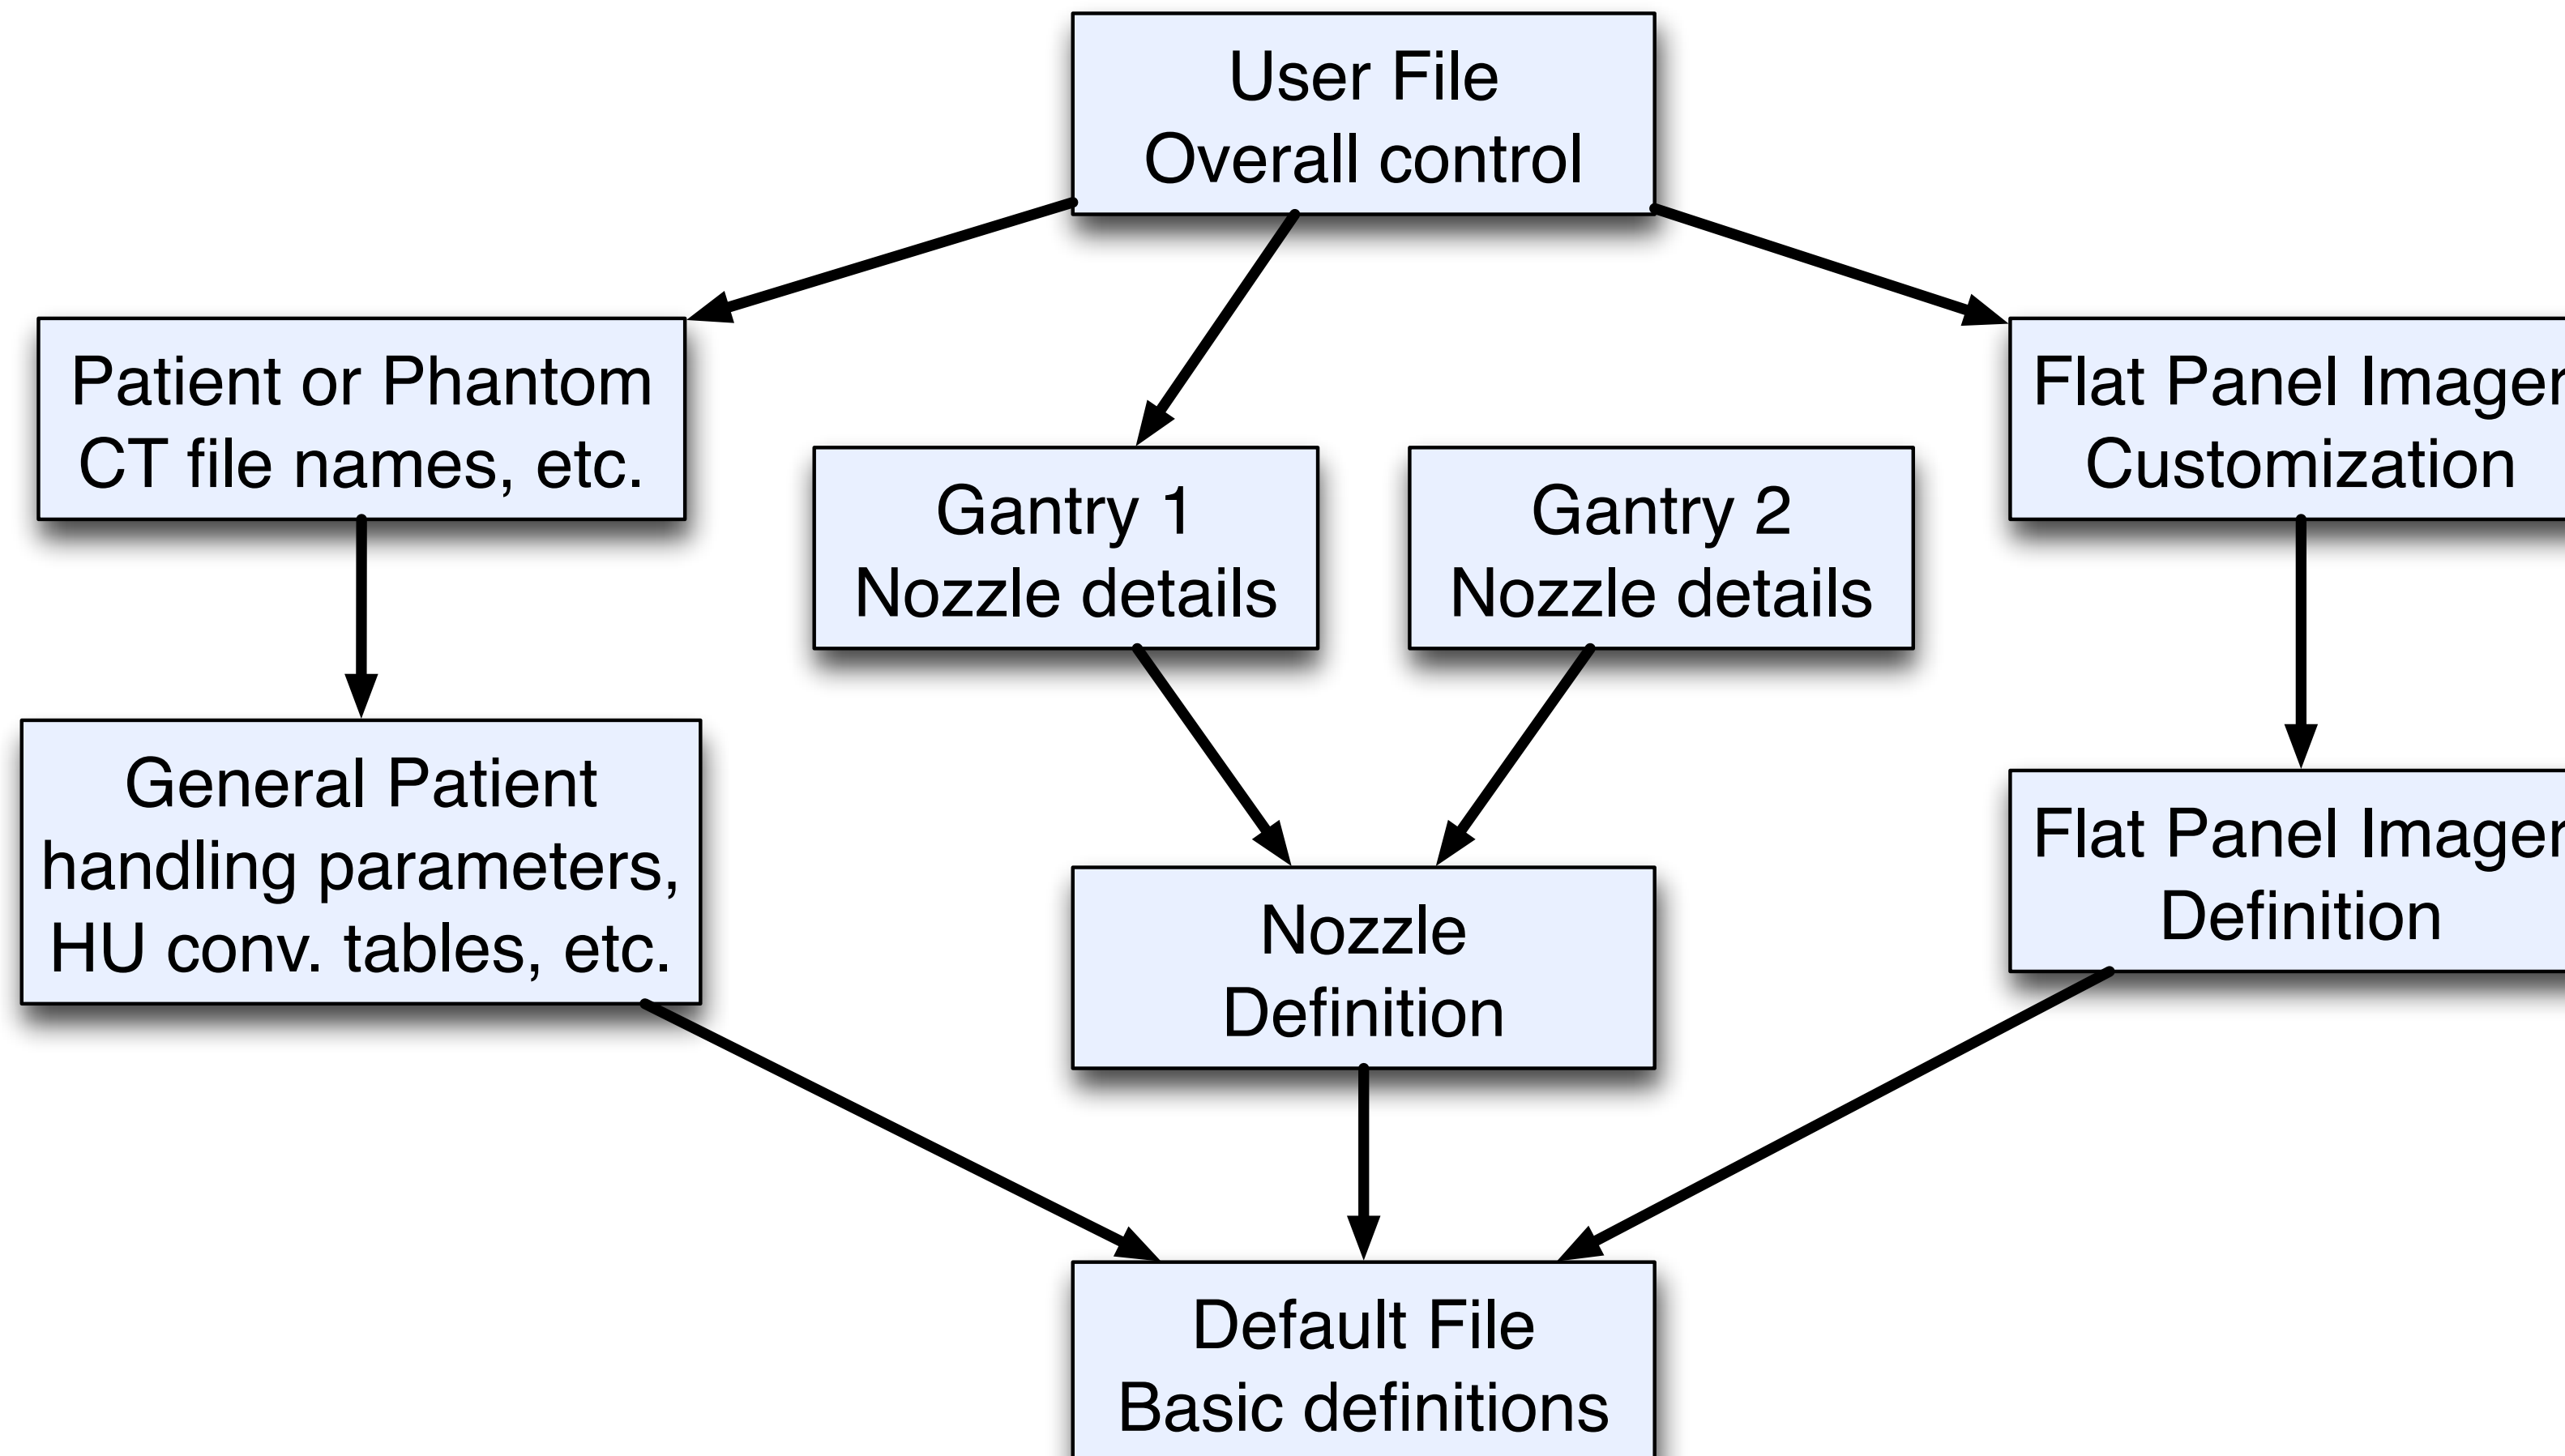 User File
Overall control
Patient or Phantom
CT file names, etc.
Gantry 1
Nozzle details
Gantry 2
Nozzle details
Flat Panel Imager
Customization
General Patient
handling parameters,
HU conv. tables, etc.
Nozzle
Definition
Flat Panel Imager
Definition
Default File
Basic definitions